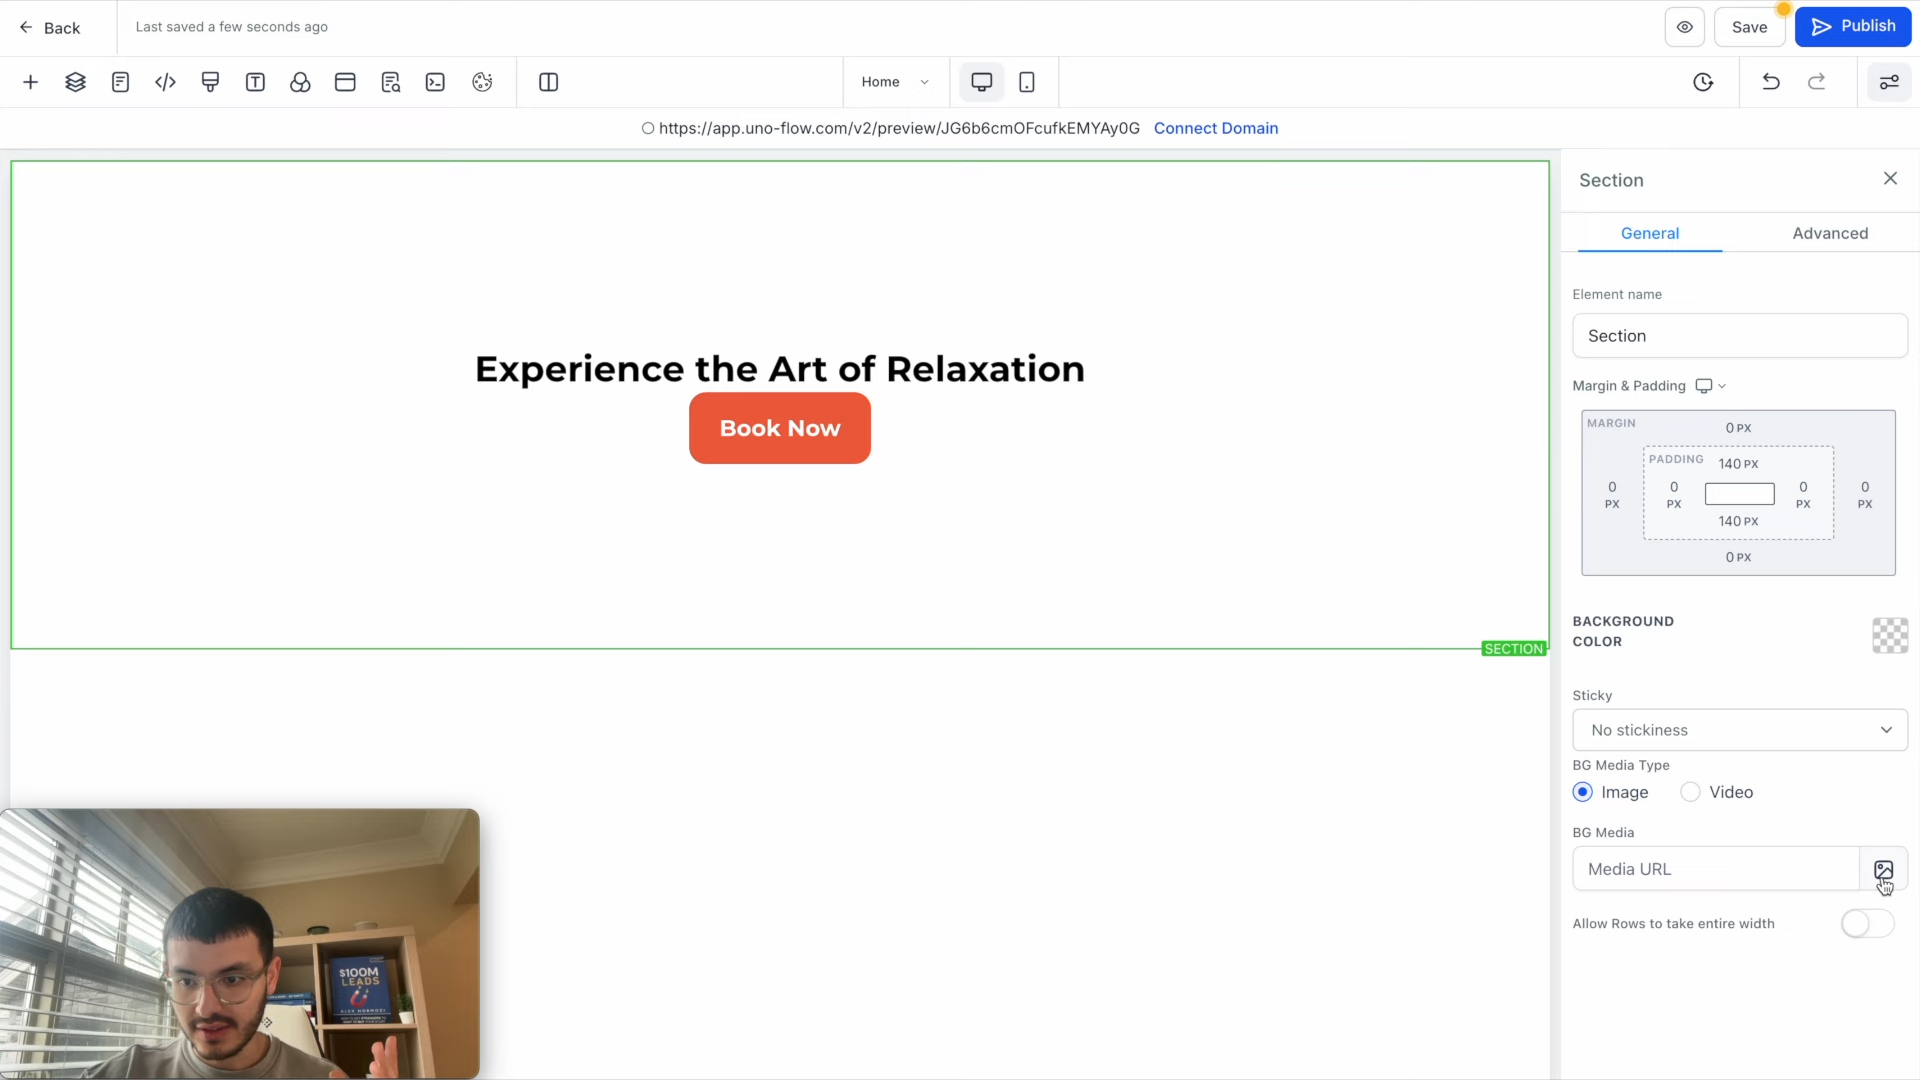 Back
Last saved a few seconds ago
Save
Publish
Home
https://app.uno-flow.com/v2/preview/JG6b6cmOFcufkEMYAy0G Connect Domain
Section
General
Advanced
Element name
Section
Margin & Padding
MARGIN
0 PX
PADDING
140 PX
0 PX
0 PX
0 PX
0 PX
140 PX
0 PX
BACKGROUND
COLOR
Sticky
No stickiness
BG Media Type
Image
Video
BG Media
Media URL
Allow Rows to take entire width
Experience the Art of Relaxation
Book Now
SECTION
$100M
LEADS
ALEX HORMOZI